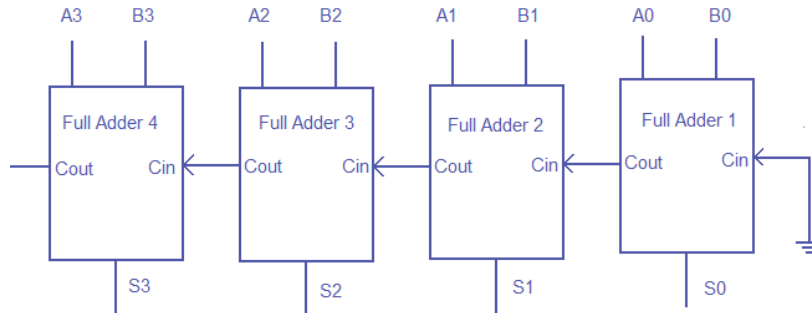 A3 B3 A2 B2 A1 B1 A0 B0
Full Adder 4 Full Adder 3 Full Adder 2 Full Adder 1
Cout Cin Cout Cin Cout Cin Cout Cin
S3 S2 S1 S0